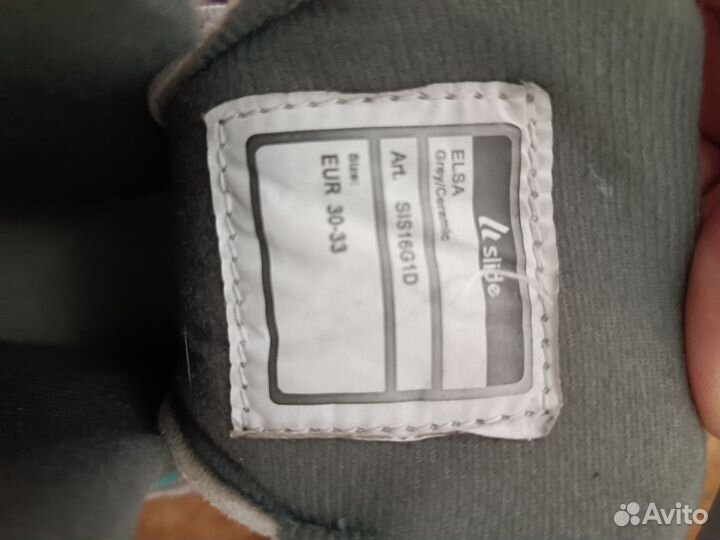 slide
ELSA
Grey/Ceramic
Art. SIS16G1D
Size:
EUR 30-33
Avito